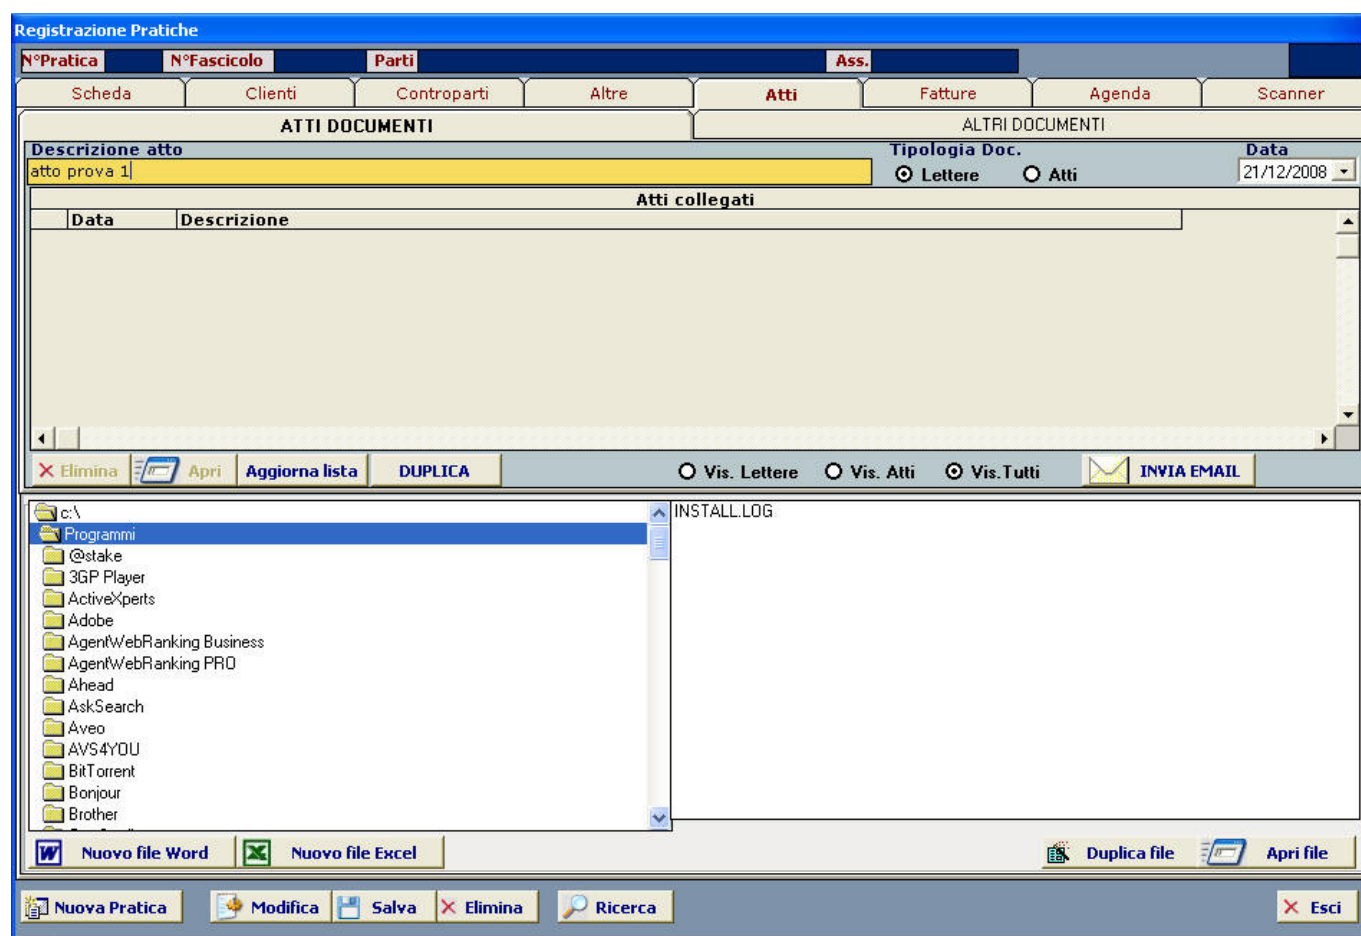 Registrazione Pratiche
N°Pratica N°Fascicolo Parti Ass.
Scheda Clienti Controparti Altre Atti Fatture Agenda Scanner
ATTI DOCUMENTI ALTRI DOCUMENTI
Descrizione atto Tipologia Doc. Data
atto prova 1 Lettere Atti 21/12/2008
Atti collegati
Data Descrizione
Elimina Apri Aggiorna lista DUPLICA Vis. Lettere Vis. Atti Vis.Tutti INVIA EMAIL
c:\ INSTALL.LOG
Programmi
@stake
3GP Player
ActiveXperts
Adobe
AgentWebRanking Business
AgentWebRanking PRO
Ahead
AskSearch
Aveo
AVS4YOU
BitTorrent
Bonjour
Brother
Nuovo file Word Nuovo file Excel Duplica file Apri file
Nuova Pratica Modifica Salva Elimina Ricerca Esci